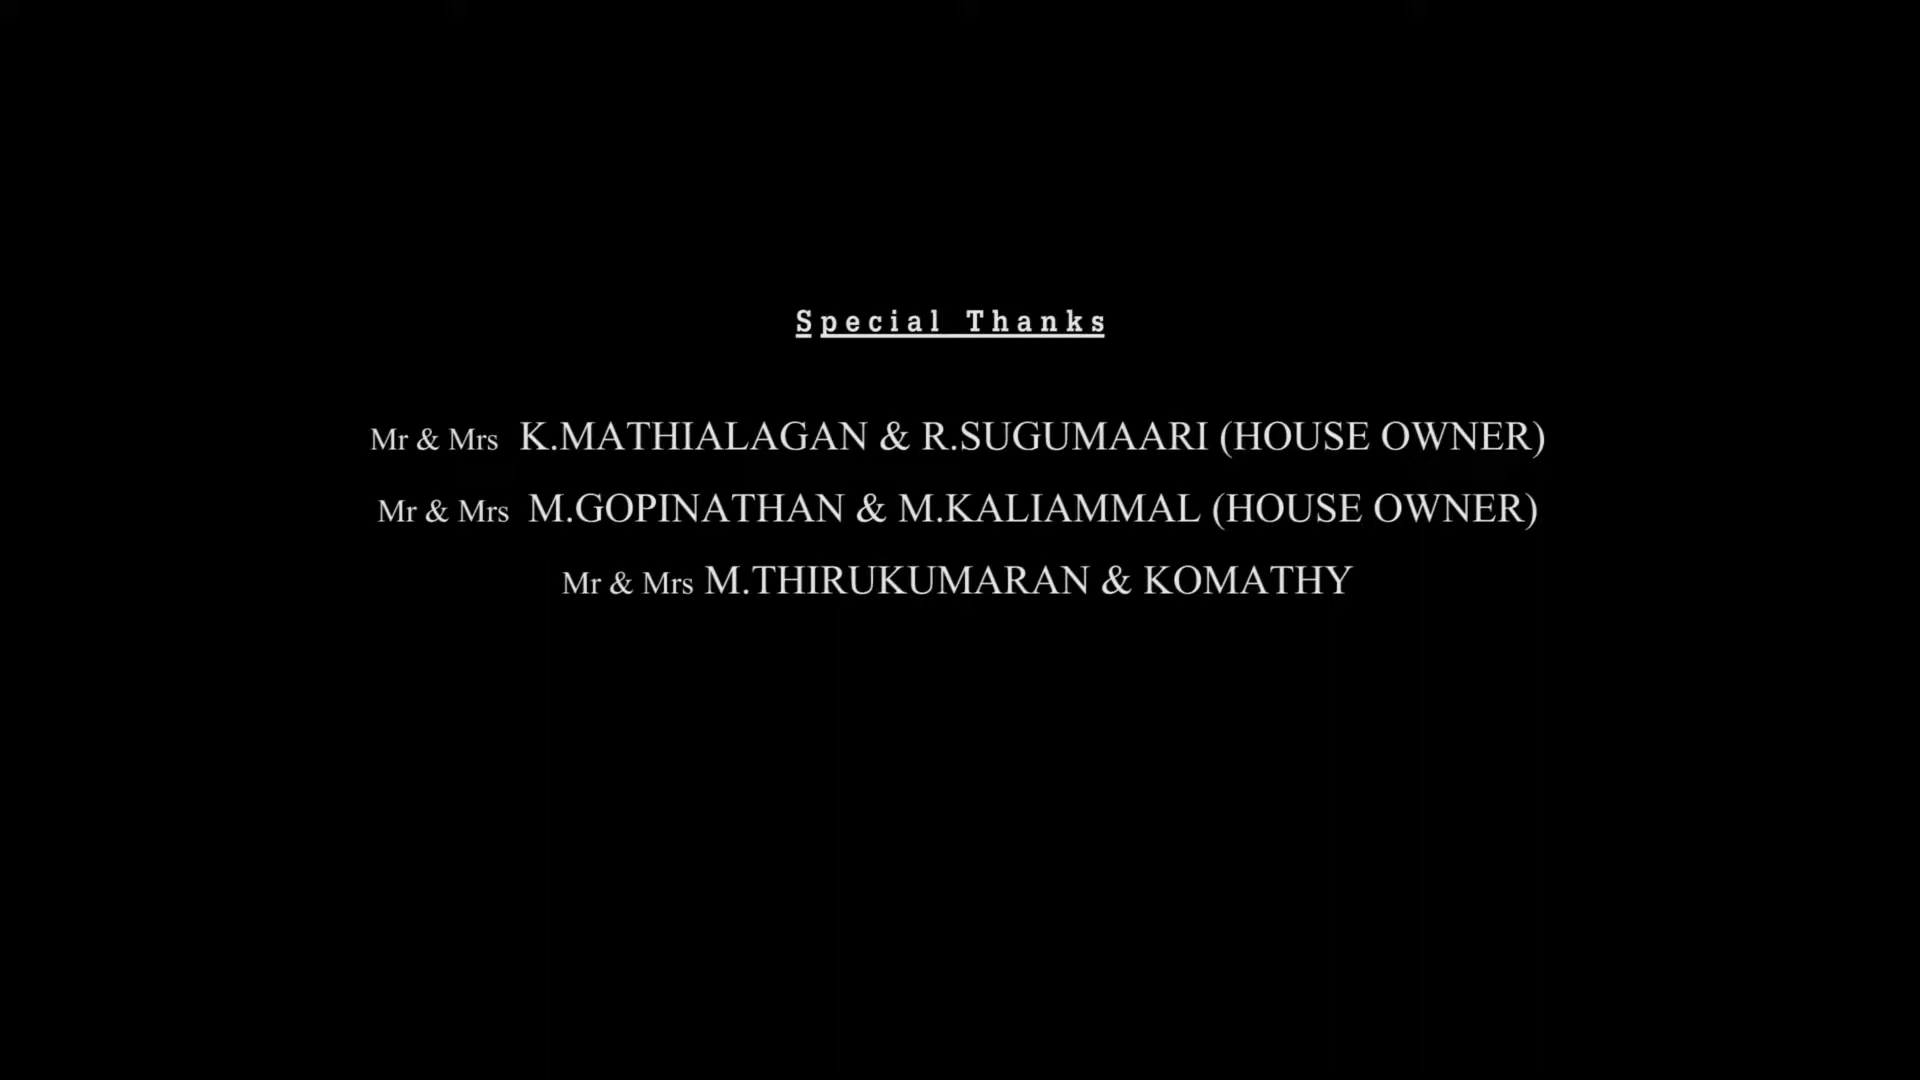 Special Thanks
Mr & Mrs K.MATHIALAGAN & R.SUGUMAARI (HOUSE OWNER)
Mr & Mrs M.GOPINATHAN & M.KALIAMMAL (HOUSE OWNER)
Mr & Mrs M.THIRUKUMARAN & KOMATHY